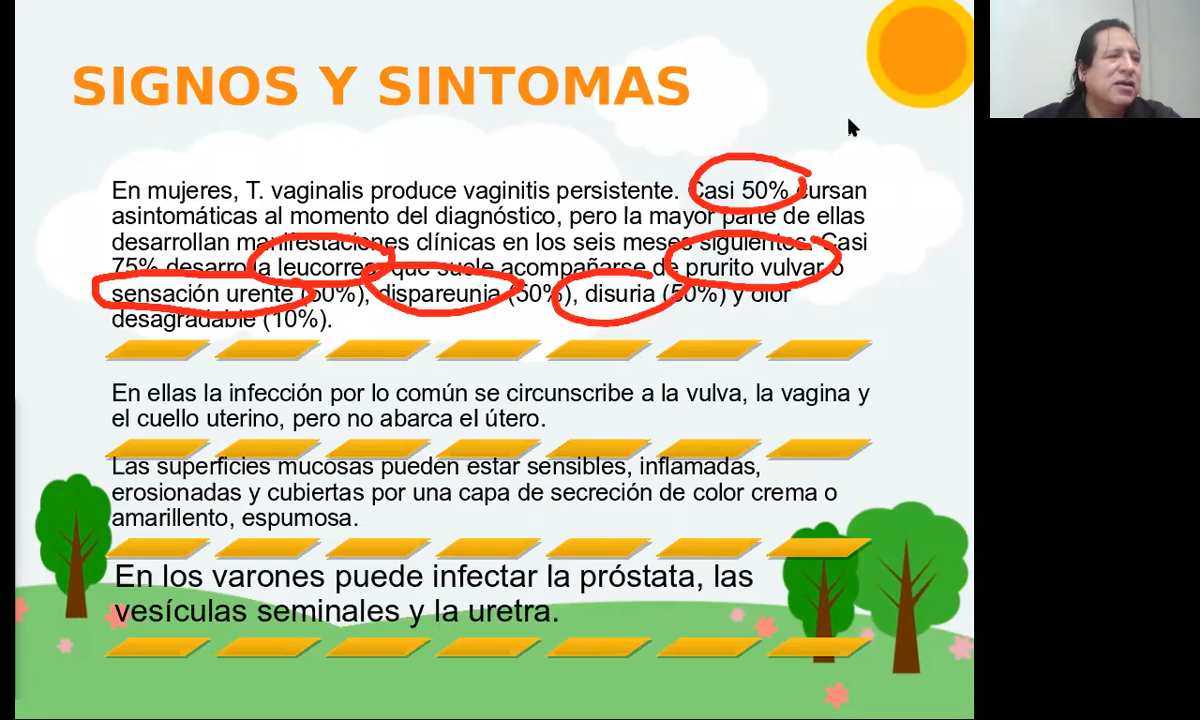 SIGNOS Y SINTOMAS
En mujeres, T. vaginalis produce vaginitis persistente. Casi 50% cursan
asintomáticas al momento del diagnóstico, pero la mayor parte de ellas
desarrollan manifestaciones clínicas en los seis meses siguientes. Casi
75% desarrolla leucorrea, que suele acompañarse de prurito vulvar o
sensación urente (50%), dispareunia (50%), disuria (50%) y olor
desagradable (10%).
En ellas la infección por lo común se circunscribe a la vulva, la vagina y
el cuello uterino, pero no abarca el útero.
Las superficies mucosas pueden estar sensibles, inflamadas,
erosionadas y cubiertas por una capa de secreción de color crema o
amarillento, espumosa.
En los varones puede infectar la próstata, las
vesículas seminales y la uretra.